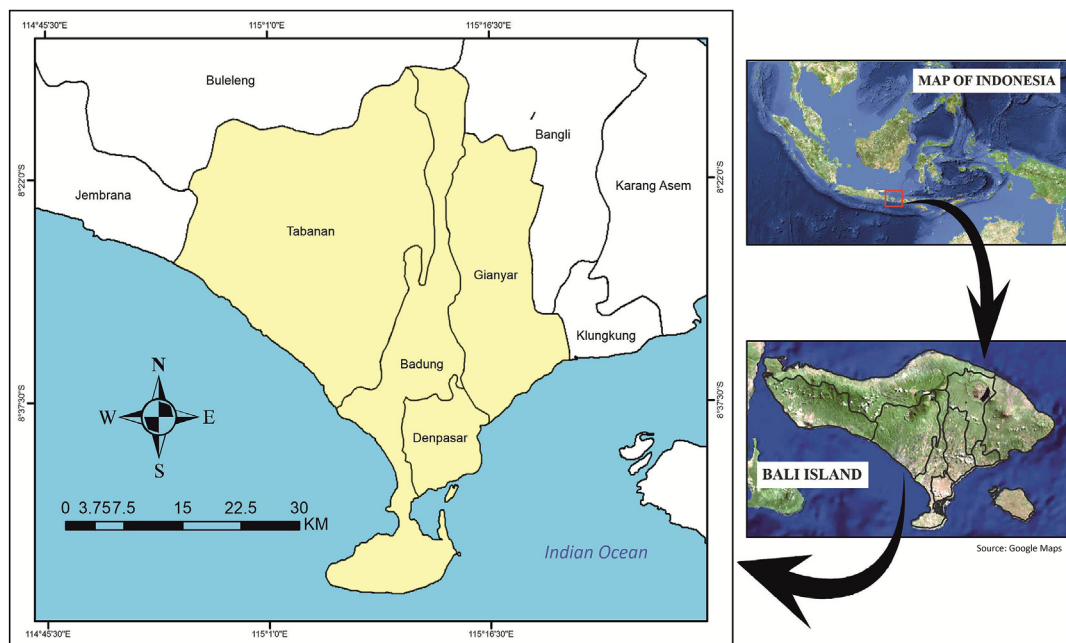 114°45'30"E
115°1'0"E
115°16'30"E
Buleleng
Bangli
Jembrana
Karang Asem
Tabanan
Gianyar
Klungkung
Badung
Denpasar
8°22'0"S
8°22'0"S
8°37'30"S
8°37'30"S
N
W
E
S
0 3.75 7.5 15 22.5 30
KM
Indian Ocean
114°45'30"E
115°1'0"E
115°16'30"E
MAP OF INDONESIA
BALI ISLAND
Source: Google Maps